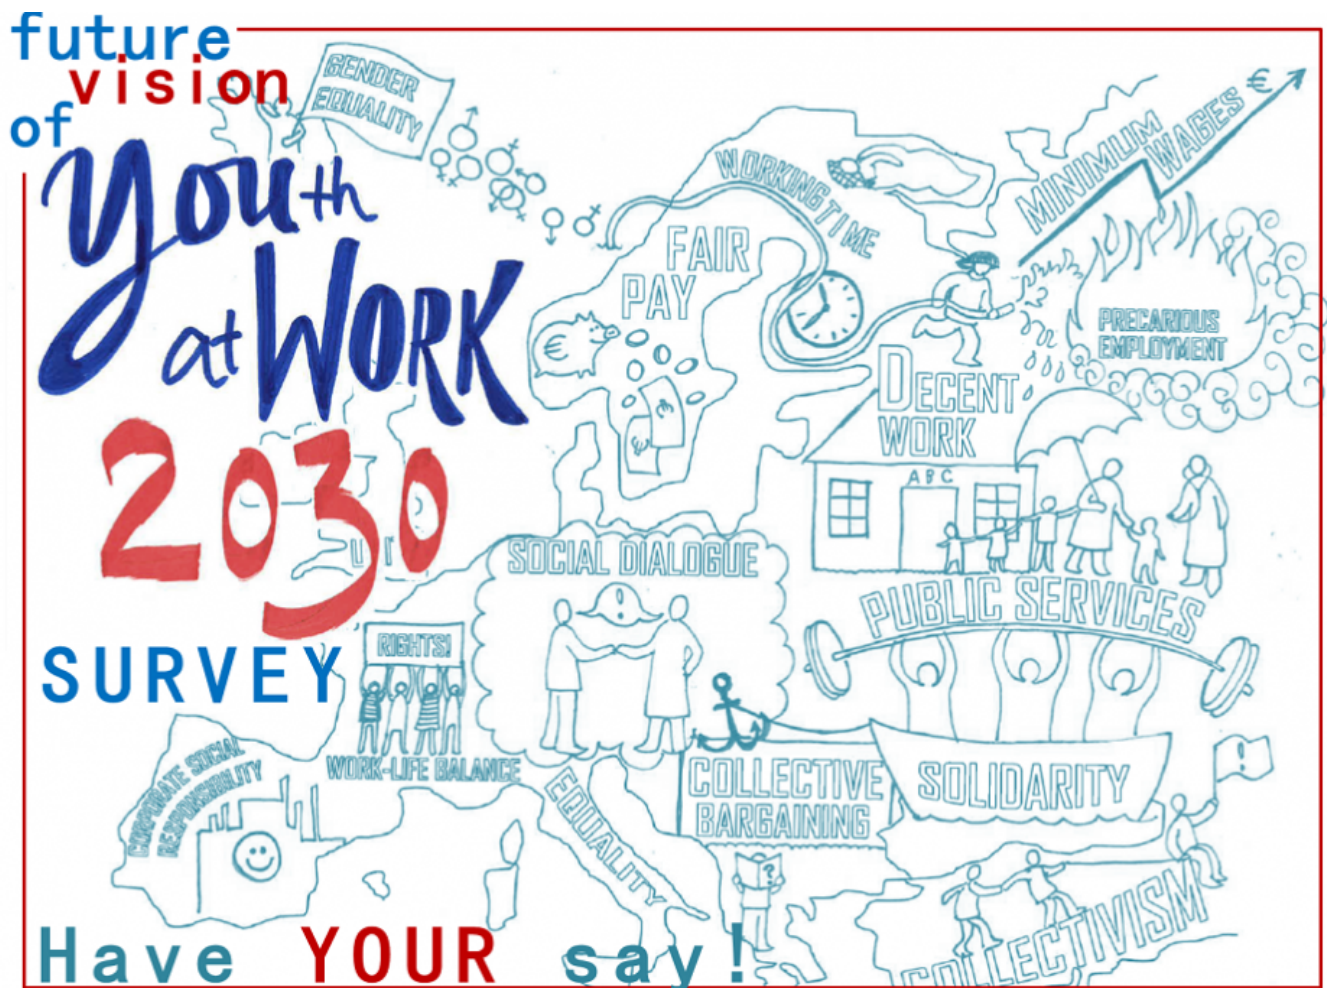 future
vision
of
youth
at WORK
2030
SURVEY
GENDER
EQUALITY
WORKING TIME
MINIMUM
WAGES €
FAIR
PAY
€
PRECARIOUS
EMPLOYMENT
DECENT
WORK
ABC
SOCIAL DIALOGUE
!
PUBLIC SERVICES
RIGHTS!
WORK-LIFE BALANCE
CORPORATE SOCIAL
RESPONSIBILITY
EQUALITY
COLLECTIVE
BARGAINING
SOLIDARITY
!
?
COLLECTIVISM
Have YOUR say!